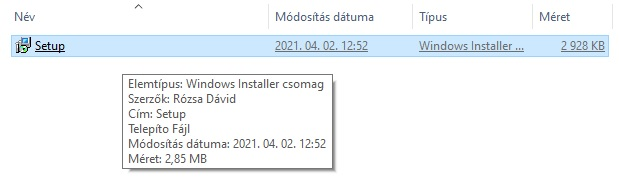 Név Módosítás dátuma Típus Méret
Setup 2021. 04. 02. 12:52 Windows Installer ... 2 928 KB
Elemtípus: Windows Installer csomag
Szerzők: Rózsa Dávid
Cím: Setup
Telepíto Fájl
Módosítás dátuma: 2021. 04. 02. 12:52
Méret: 2,85 MB